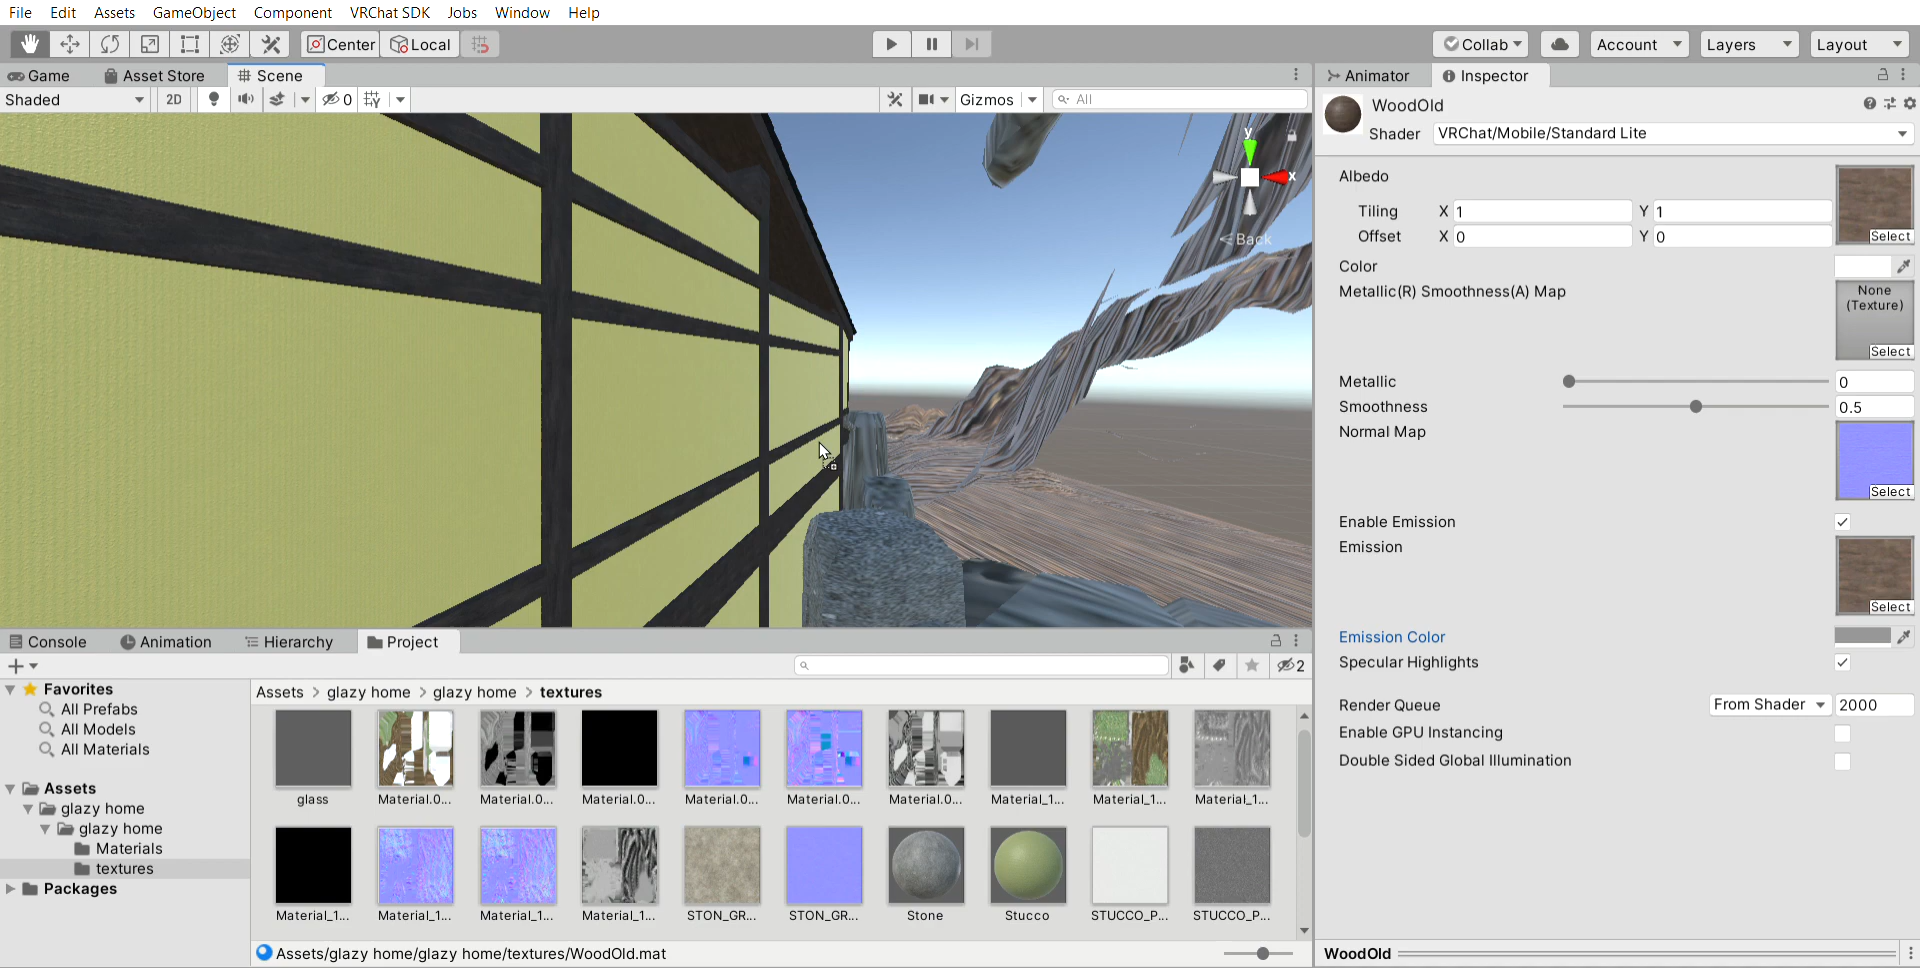 File Edit Assets GameObject Component VRChat SDK Jobs Window Help
Center Local Collab Account Layers Layout
Game Asset Store Scene
Shaded 2D 0 Gizmos All
y
x
Back
Animator Inspector
WoodOld
Shader VRChat/Mobile/Standard Lite
Albedo
Tiling X 1 Y 1
Offset X 0 Y 0
Select
Color
Metallic(R) Smoothness(A) Map
None
(Texture)
Select
Metallic 0
Smoothness 0.5
Normal Map
Select
Enable Emission
Emission
Select
Emission Color
Specular Highlights
Render Queue From Shader 2000
Enable GPU Instancing
Double Sided Global Illumination
WoodOld
Console Animation Hierarchy Project
2
Favorites
All Prefabs
All Models
All Materials
Assets
glazy home
glazy home
Materials
textures
Packages
Assets > glazy home > glazy home > textures
glass Material.0... Material.0... Material.0... Material.0... Material.0... Material.0... Material_1... Material_1... Material_1...
Material_1... Material_1... Material_1... Material_1... STON_GR... STON_GR... Stone Stucco STUCCO_P... STUCCO_P...
Assets/glazy home/glazy home/textures/WoodOld.mat